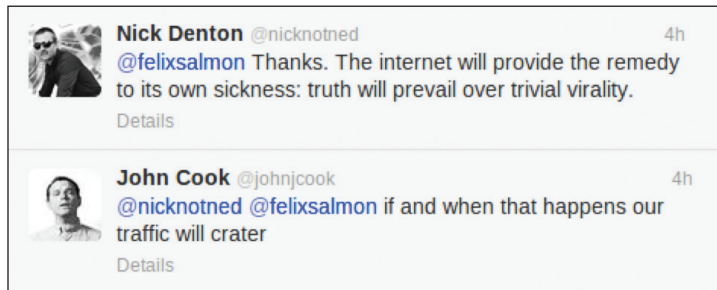 Nick Denton @nicknotned 4h
@felixsalmon Thanks. The internet will provide the remedy
to its own sickness: truth will prevail over trivial virality.
Details
John Cook @johnjcook 4h
@nicknotned @felixsalmon if and when that happens our
traffic will crater
Details